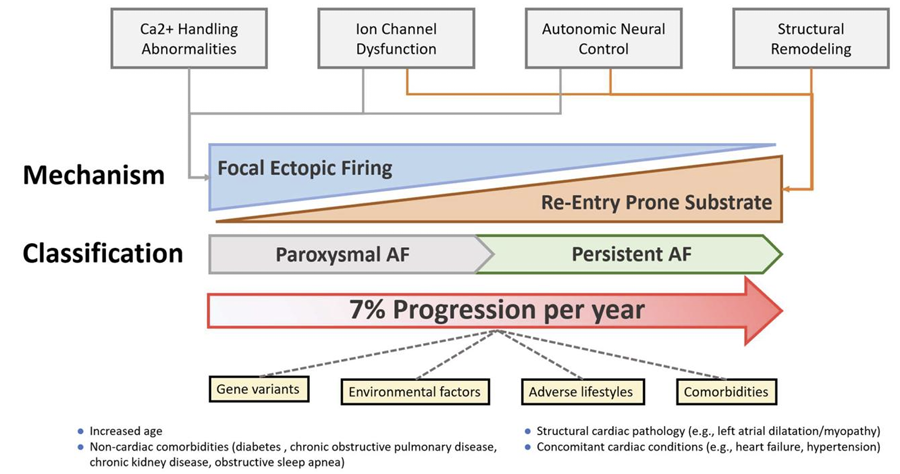 Ca2+ Handling
Abnormalities
Ion Channel
Dysfunction
Autonomic Neural
Control
Structural
Remodeling
Mechanism
Focal Ectopic Firing
Re-Entry Prone Substrate
Classification
Paroxysmal AF
Persistent AF
7% Progression per year
Gene variants
Environmental factors
Adverse lifestyles
Comorbidities
• Increased age
• Non-cardiac comorbidities (diabetes , chronic obstructive pulmonary disease,
chronic kidney disease, obstructive sleep apnea)
• Structural cardiac pathology (e.g., left atrial dilatation/myopathy)
• Concomitant cardiac conditions (e.g., heart failure, hypertension)